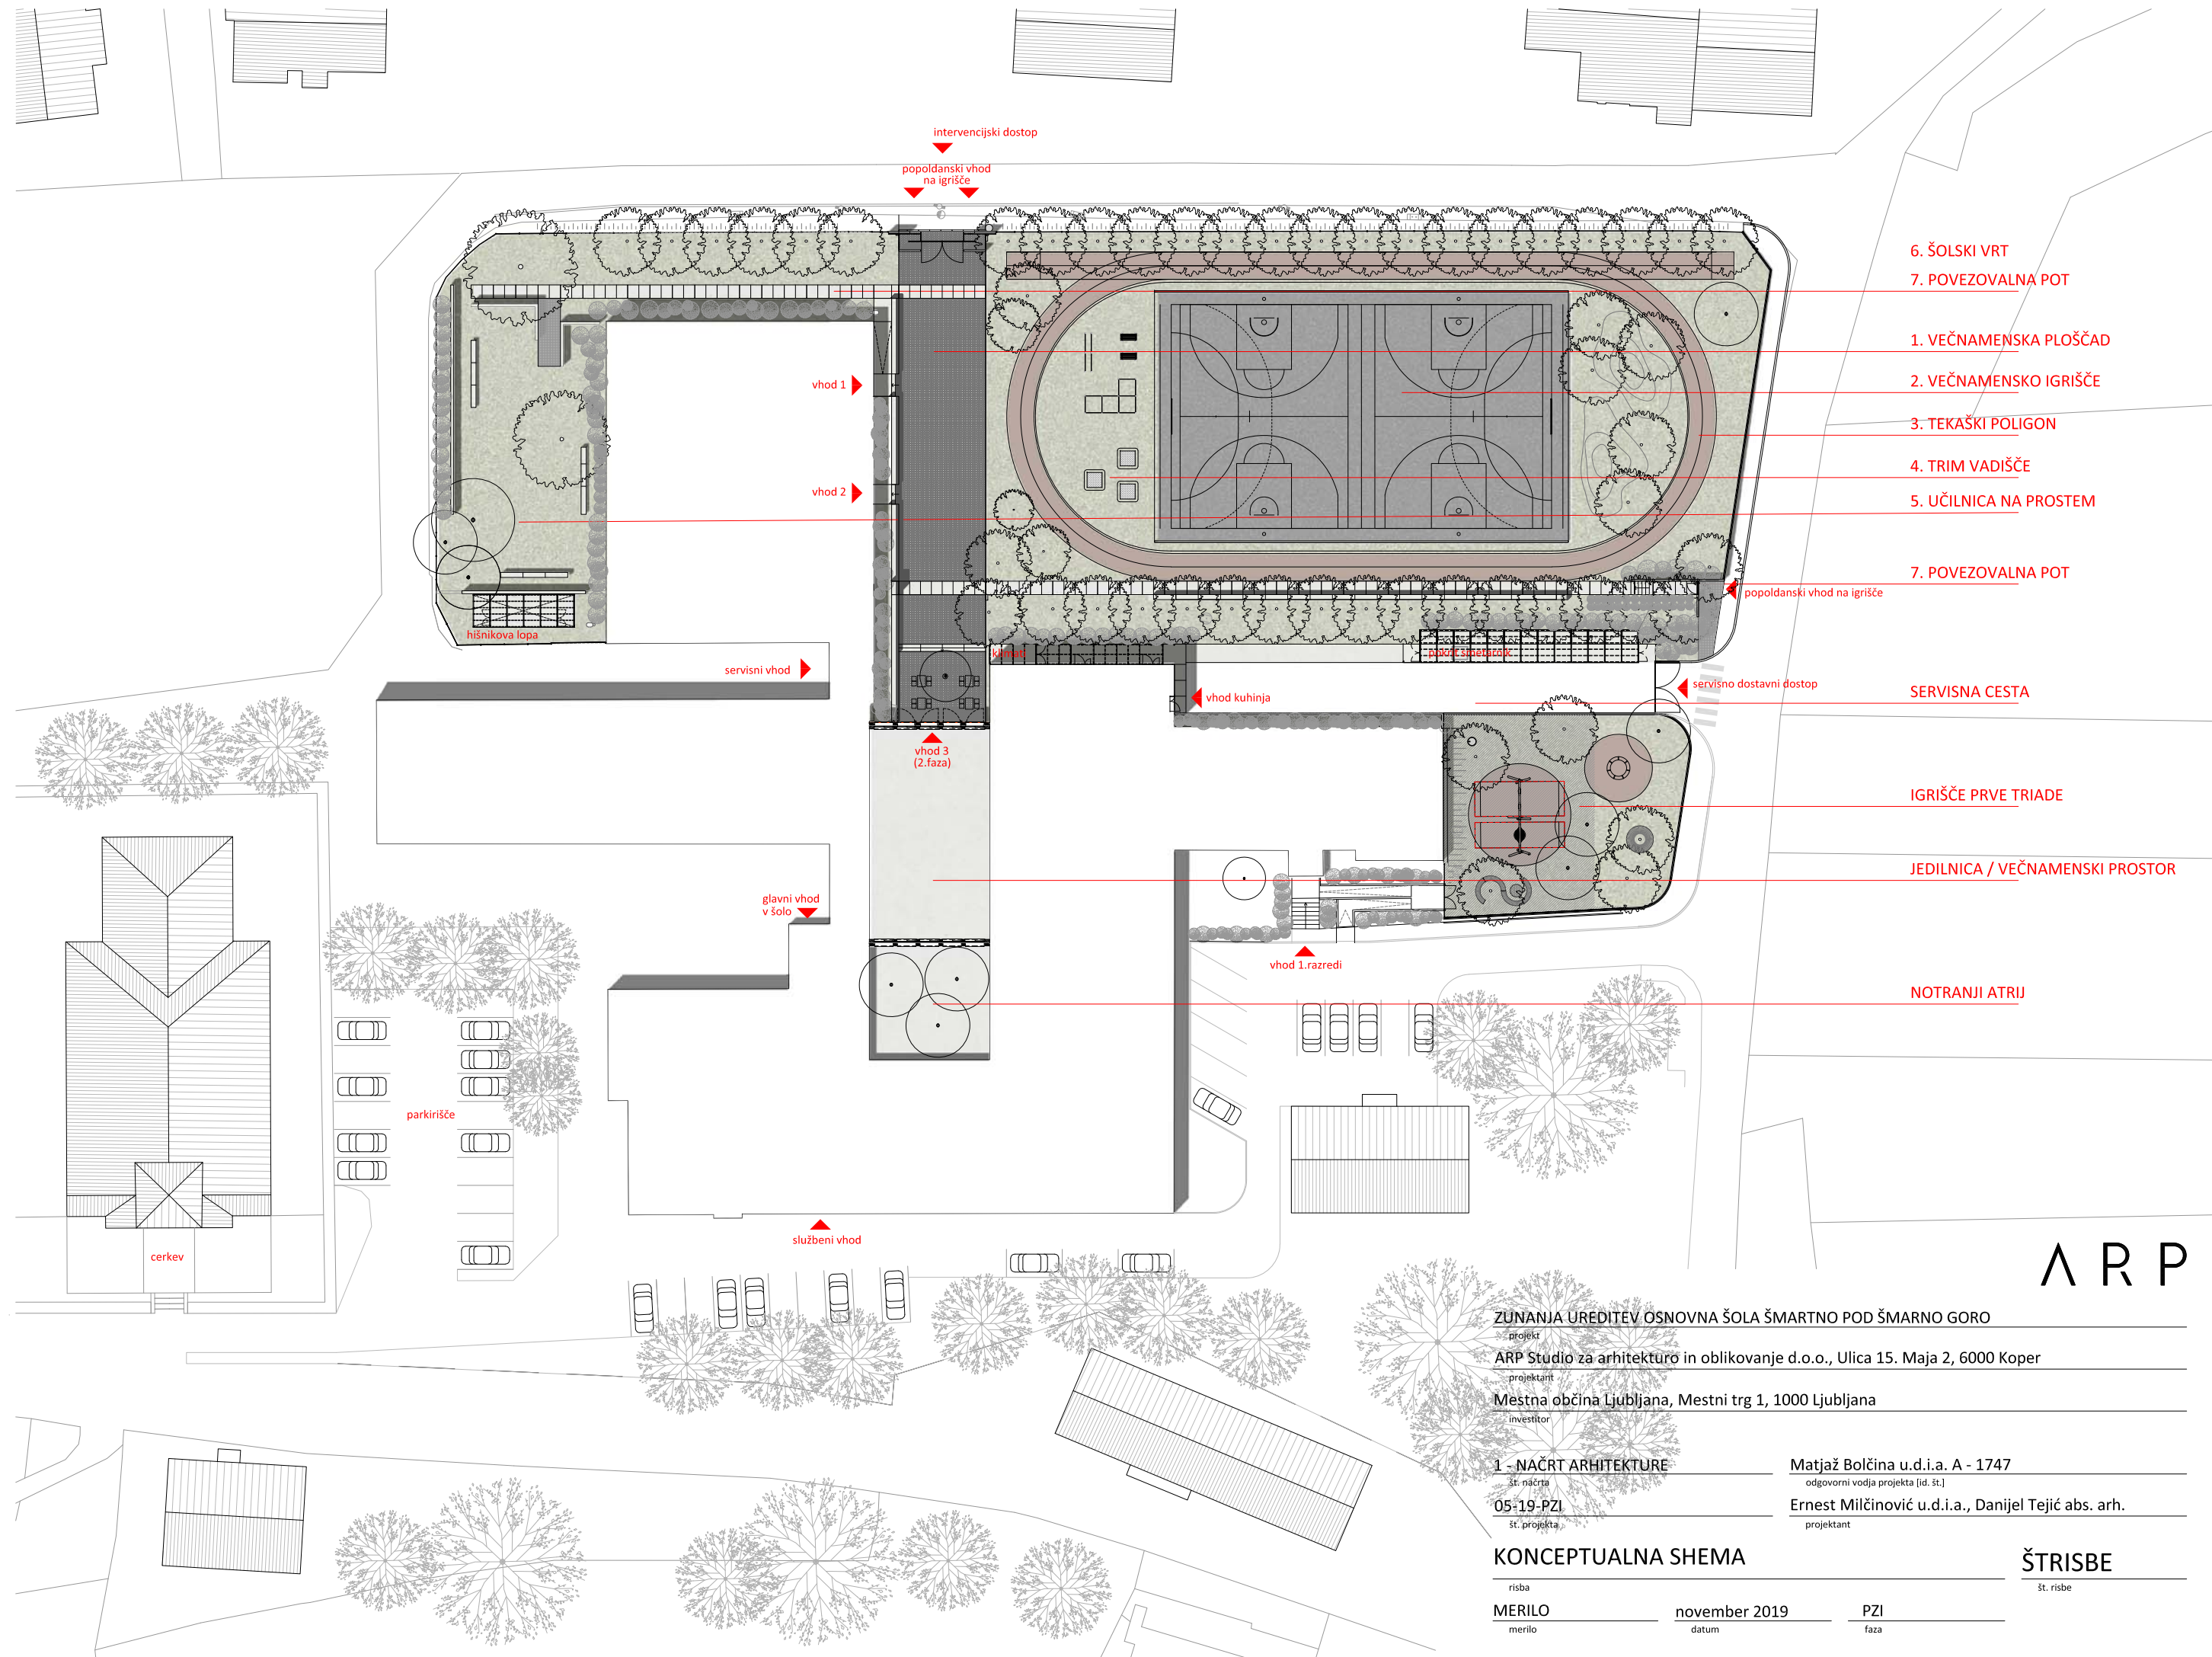 intervencijski dostop
popoldanski vhod
na igrišče
6. ŠOLSKI VRT
7. POVEZOVALNA POT
1. VEČNAMENSKA PLOŠČAD
2. VEČNAMENSKO IGRIŠČE
vhod 1
3. TEKAŠKI POLIGON
4. TRIM VADIŠČE
vhod 2
5. UČILNICA NA PROSTEM
7. POVEZOVALNA POT
popoldanski vhod na igrišče
hišnikova lopa
pokrit smetarnik
servisni vhod
servisno dostavni dostop
vhod kuhinja
SERVISNA CESTA
vhod 3
(2.faza)
IGRIŠČE PRVE TRIADE
JEDILNICA / VEČNAMENSKI PROSTOR
glavni vhod
v šolo
vhod 1.razredi
NOTRANJI ATRIJ
parkirišče
službeni vhod
cerkev
ARP
ZUNANJA UREDITEV OSNOVNA ŠOLA ŠMARTNO POD ŠMARNO GORO
projekt
ARP Studio za arhitekturo in oblikovanje d.o.o., Ulica 15. Maja 2, 6000 Koper
projektant
Mestna občina Ljubljana, Mestni trg 1, 1000 Ljubljana
investitor
1 - NAČRT ARHITEKTURE
št. načrta
Matjaž Bolčina u.d.i.a. A - 1747
odgovorni vodja projekta [id. št.]
05-19-PZI
št. projekta
Ernest Milčinović u.d.i.a., Danijel Tejić abs. arh.
projektant
KONCEPTUALNA SHEMA
risba
ŠTRISBE
št. risbe
MERILO
merilo
november 2019
datum
PZI
faza